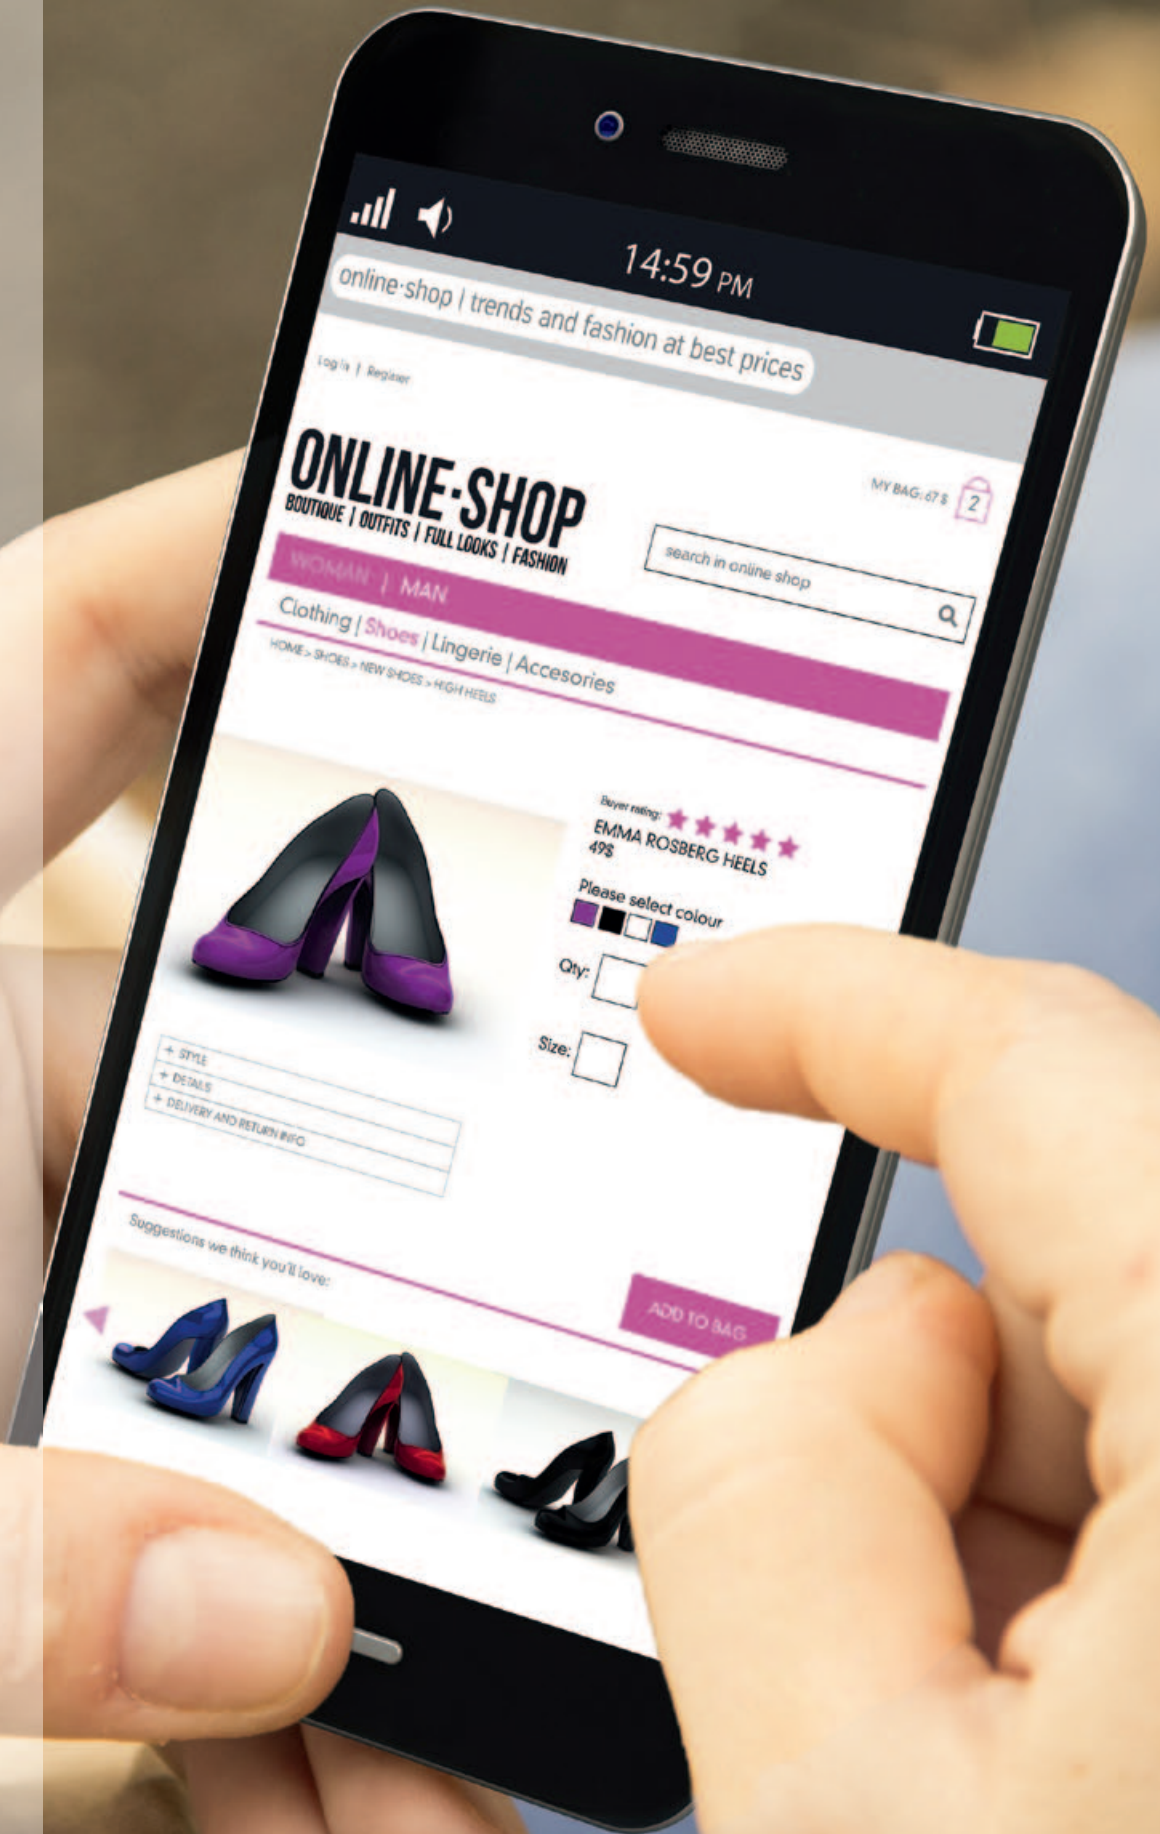 14:59 PM
online·shop | trends and fashion at best prices
Log in | Register
MY BAG: 67 $
2
ONLINE·SHOP
BOUTIQUE | OUTFITS | FULL LOOKS | FASHION
search in online shop
WOMAN | MAN
Clothing | Shoes | Lingerie | Accesories
HOME > SHOES > NEW SHOES > HIGH HEELS
Buyer rating:
EMMA ROSBERG HEELS
49$
Please select colour
Qty:
Size:
+ STYLE
+ DETAILS
+ DELIVERY AND RETURN INFO
Suggestions we think you'll love:
ADD TO BAG